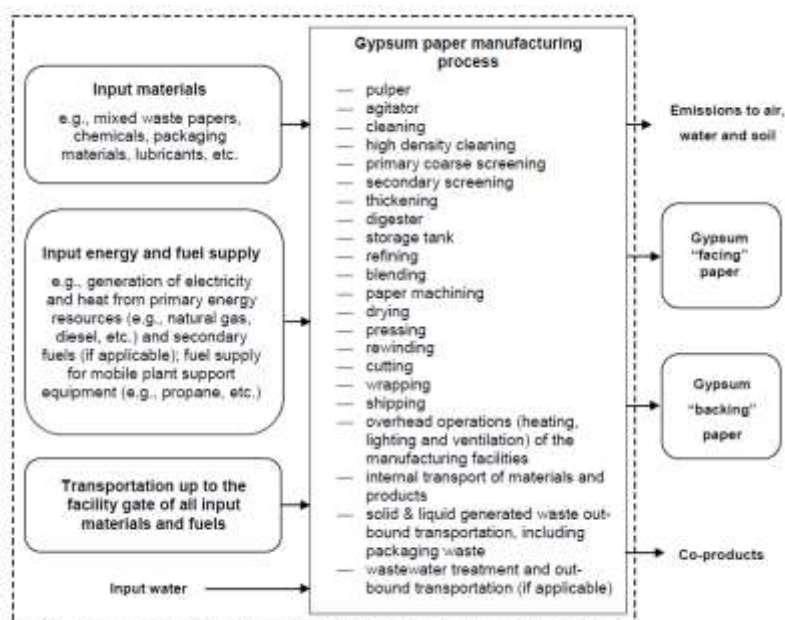 Input materials
e.g., mixed waste papers,
chemicals, packaging
materials, lubricants, etc.
Input energy and fuel supply
e.g., generation of electricity
and heat from primary energy
resources (e.g., natural gas,
diesel, etc.) and secondary
fuels (if applicable); fuel supply
for mobile plant support
equipment (e.g., propane, etc.)
Transportation up to the
facility gate of all input
materials and fuels
Input water
Gypsum paper manufacturing
process
— pulper
— agitator
— cleaning
— high density cleaning
— primary coarse screening
— secondary screening
— thickening
— digester
— storage tank
— refining
— blending
— paper machining
— drying
— pressing
— rewinding
— cutting
— wrapping
— shipping
— overhead operations (heating,
lighting and ventilation) of the
manufacturing facilities
— internal transport of materials and
products
— solid & liquid generated waste out-
bound transportation, including
packaging waste
— wastewater treatment and out-
bound transportation (if applicable)
Emissions to air,
water and soil
Gypsum
"facing"
paper
Gypsum
"backing"
paper
Co-products